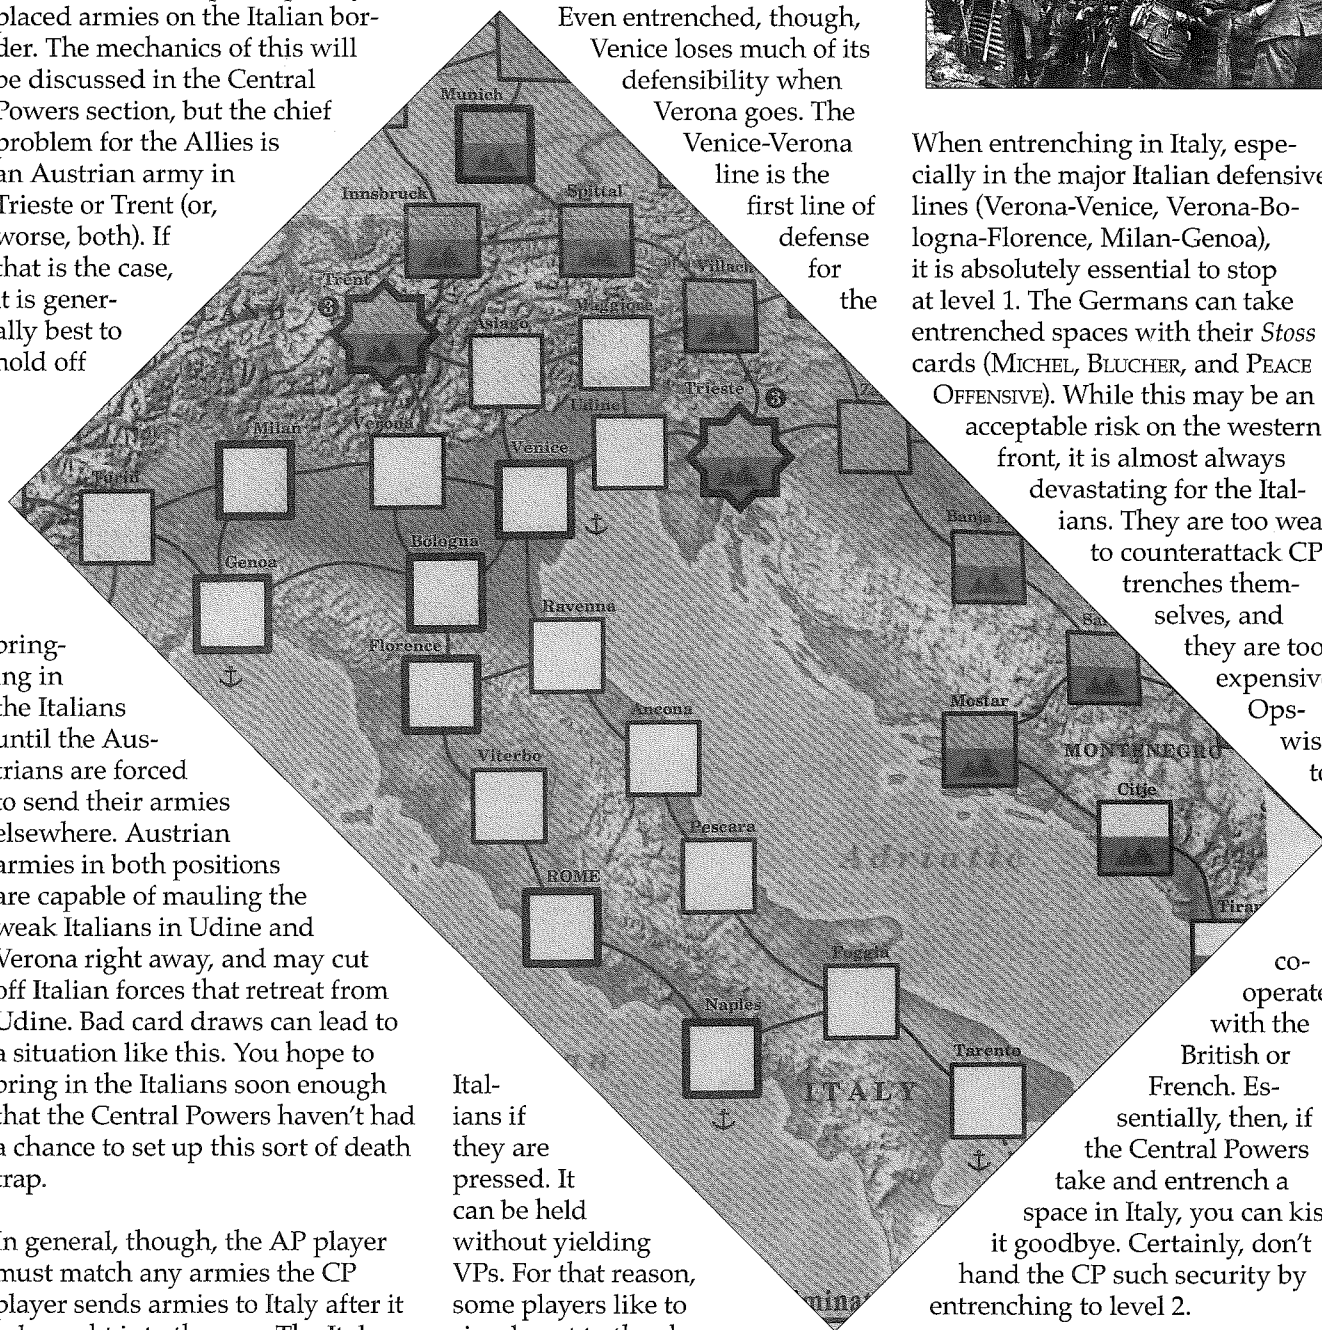 placed armies on the Italian bor-
der. The mechanics of this will
be discussed in the Central
Powers section, but the chief
problem for the Allies is
an Austrian army in
Trieste or Trent (or,
worse, both). If
that is the case,
it is gener-
ally best to
hold off
bring-
ing in
the Italians
until the Aus-
trians are forced
to send their armies
elsewhere. Austrian
armies in both positions
are capable of mauling the
weak Italians in Udine and
Verona right away, and may cut
off Italian forces that retreat from
Udine. Bad card draws can lead to
a situation like this. You hope to
bring in the Italians soon enough
that the Central Powers haven't had
a chance to set up this sort of death
trap.
In general, though, the AP player
must match any armies the CP
player sends armies to Italy after it
Even entrenched, though,
Venice loses much of its
defensibility when
Verona goes. The
Venice-Verona
line is the
first line of
defense
for
the
Ital-
ians if
they are
pressed. It
can be held
without yielding
VPs. For that reason,
some players like to
When entrenching in Italy, espe-
cially in the major Italian defensive
lines (Verona-Venice, Verona-Bo-
logna-Florence, Milan-Genoa),
it is absolutely essential to stop
at level 1. The Germans can take
entrenched spaces with their Stoss
cards (MICHEL, BLUCHER, and PEACE
OFFENSIVE). While this may be an
acceptable risk on the western
front, it is almost always
devastating for the Ital-
ians. They are too wea
to counterattack CP
trenches them-
selves, and
they are too
expensive
Ops-
wis
to
co-
operate
with the
British or
French. Es-
sentially, then, if
the Central Powers
take and entrench a
space in Italy, you can kis
it goodbye. Certainly, don't
hand the CP such security by
entrenching to level 2.
Munich
Innsbruck
Spittal
Villach
Trent
3
LAND
Asiago
Maggiore
Udine
Trieste
3
Milan
Verona
Venice
Turin
Genoa
Bologna
Ravenna
Florence
Banja
Sa
Ancona
Mostar
MONTENEGRO
Viterbo
Citje
Pescara
Adriatic
ROME
Tiran
Foggia
Naples
Tarento
ITALY